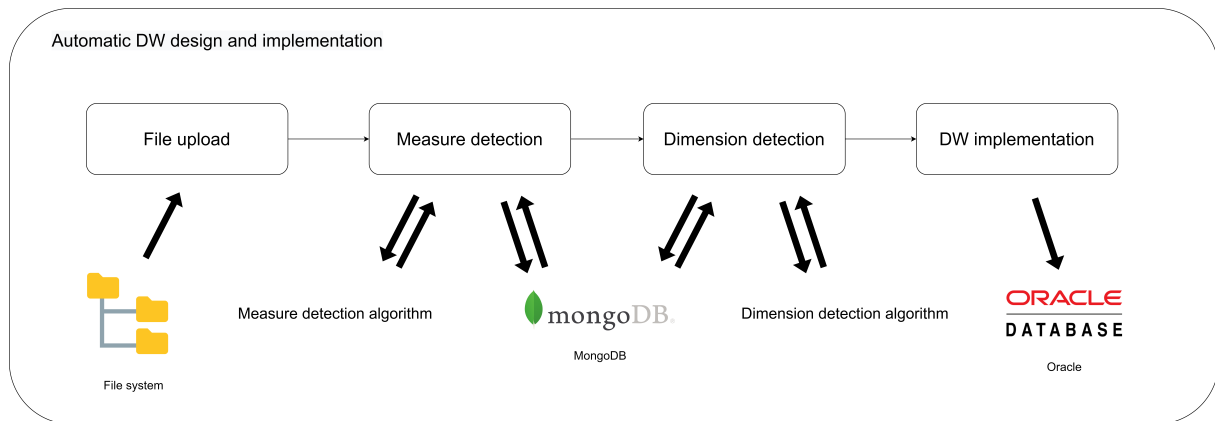 Automatic DW design and implementation
File upload
Measure detection
Dimension detection
DW implementation
Measure detection algorithm
mongoDB®
Dimension detection algorithm
ORACLE
DATABASE
MongoDB
Oracle
File system